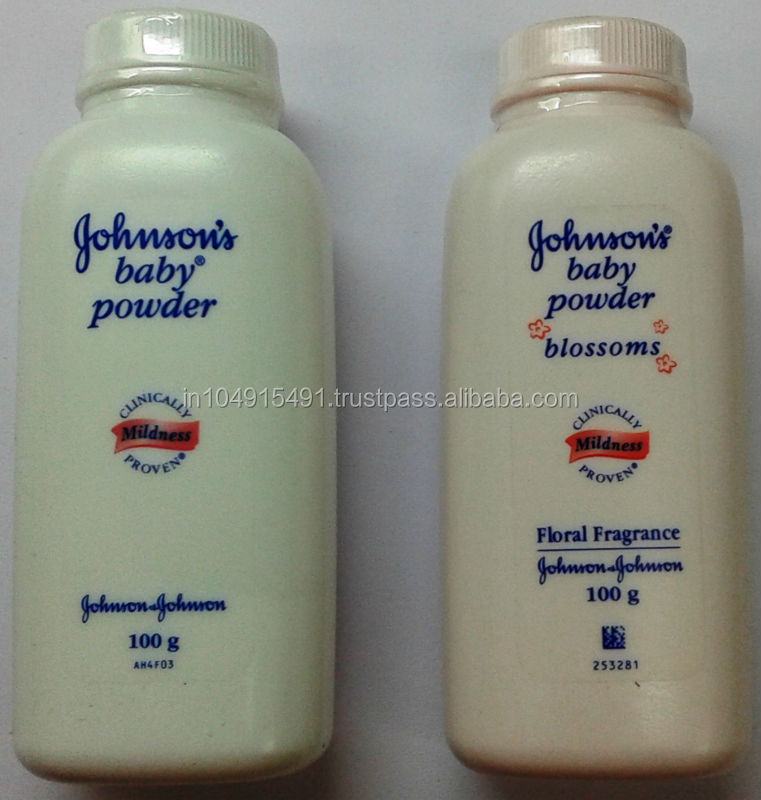 Johnson's
baby®
powder
CLINICALLY
Mildness
PROVEN®
Johnson & Johnson
100 g
AH4F03
Johnson's®
baby
powder
blossoms
CLINICALLY
Mildness
PROVEN®
Floral Fragrance
Johnson & Johnson
100 g
253281
in104915491.trustpass.alibaba.com